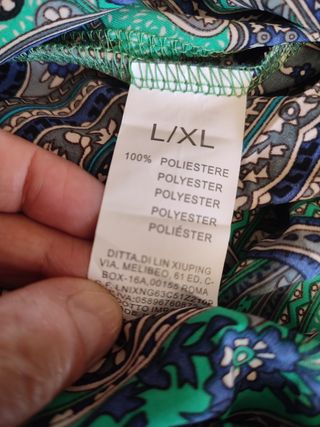 L/XL
100% POLIESTERE
POLYESTER
POLYESTER
POLYESTER
POLIÉSTER
DITTA.DI LIN XIUPING
VIA. MELIBEO, 61 ED. C-
BOX-16A,00155 ROMA